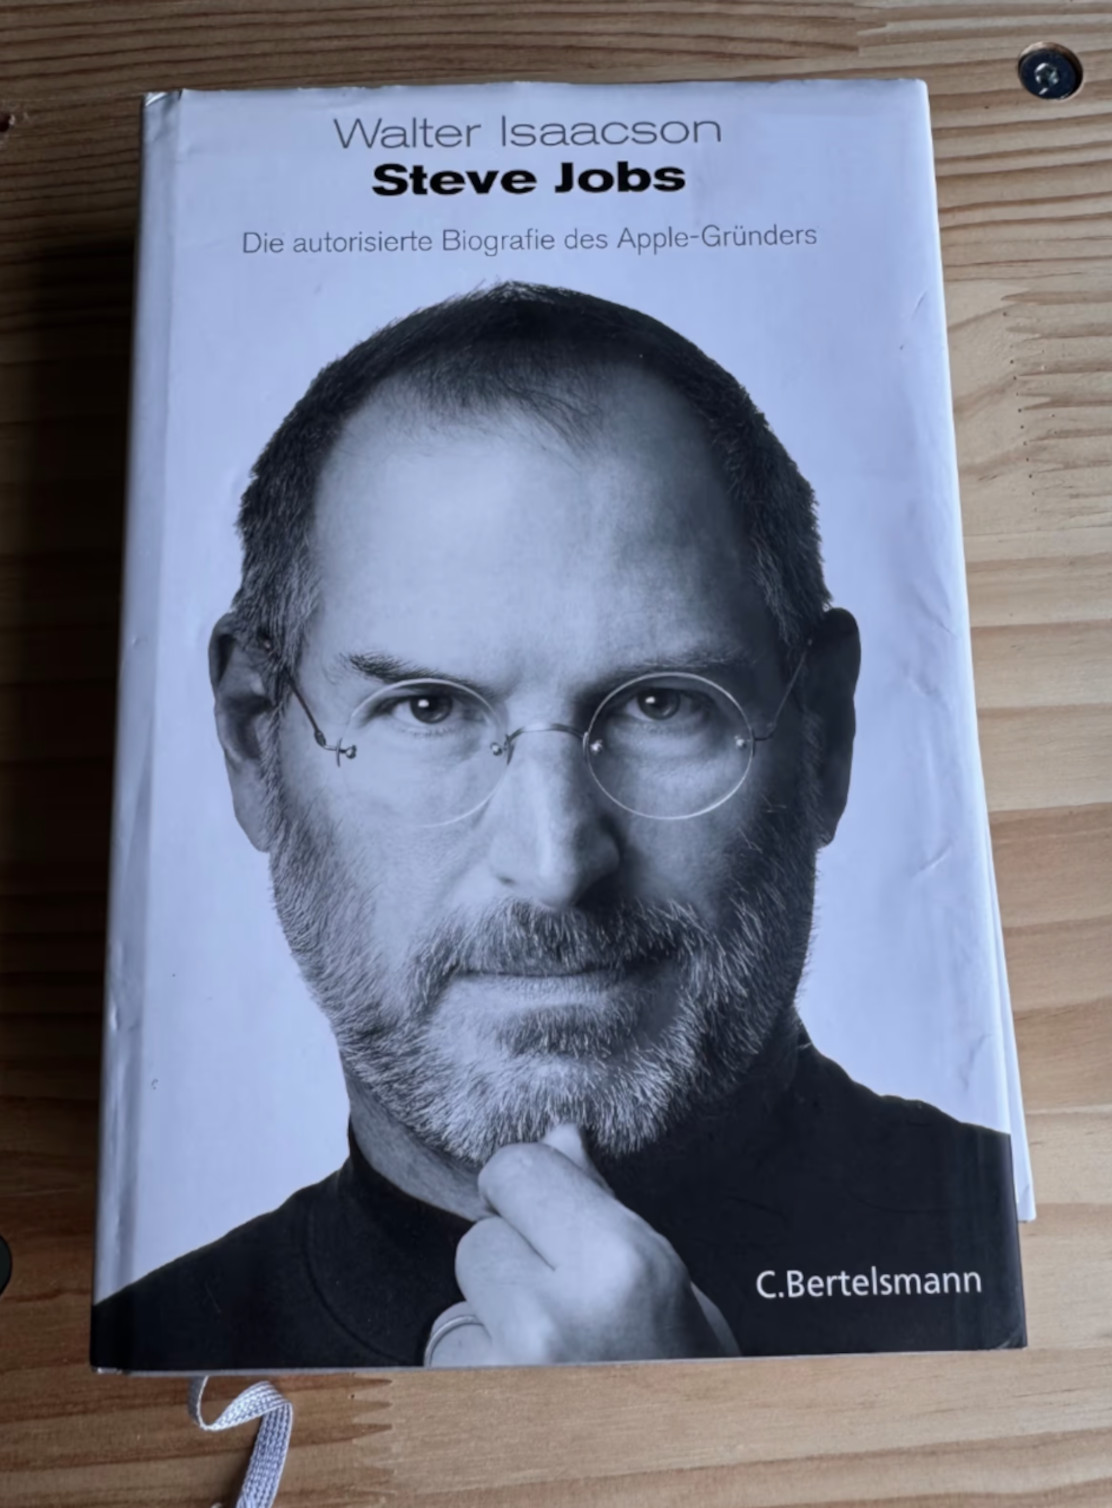 Walter Isaacson
Steve Jobs
Die autorisierte Biografie des Apple-Gründers
C.Bertelsmann